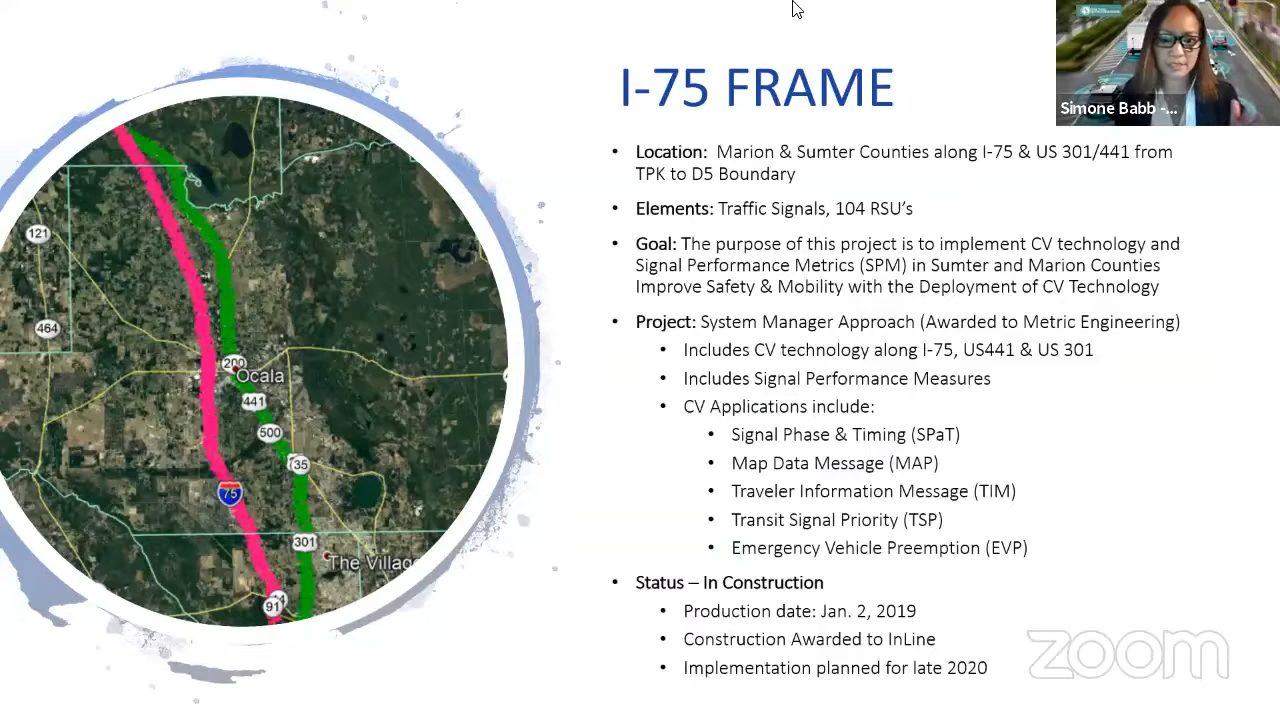 I-75 FRAME
Simone Babb -...
• Location: Marion & Sumter Counties along I-75 & US 301/441 from
TPK to D5 Boundary
• Elements: Traffic Signals, 104 RSU's
• Goal: The purpose of this project is to implement CV technology and
Signal Performance Metrics (SPM) in Sumter and Marion Counties
Improve Safety & Mobility with the Deployment of CV Technology
• Project: System Manager Approach (Awarded to Metric Engineering)
• Includes CV technology along I-75, US441 & US 301
• Includes Signal Performance Measures
• CV Applications include:
• Signal Phase & Timing (SPaT)
• Map Data Message (MAP)
• Traveler Information Message (TIM)
• Transit Signal Priority (TSP)
• Emergency Vehicle Preemption (EVP)
• Status – In Construction
• Production date: Jan. 2, 2019
• Construction Awarded to InLine
• Implementation planned for late 2020
121
464
200
Ocala
441
500
35
75
301
The Villag
91
zoom